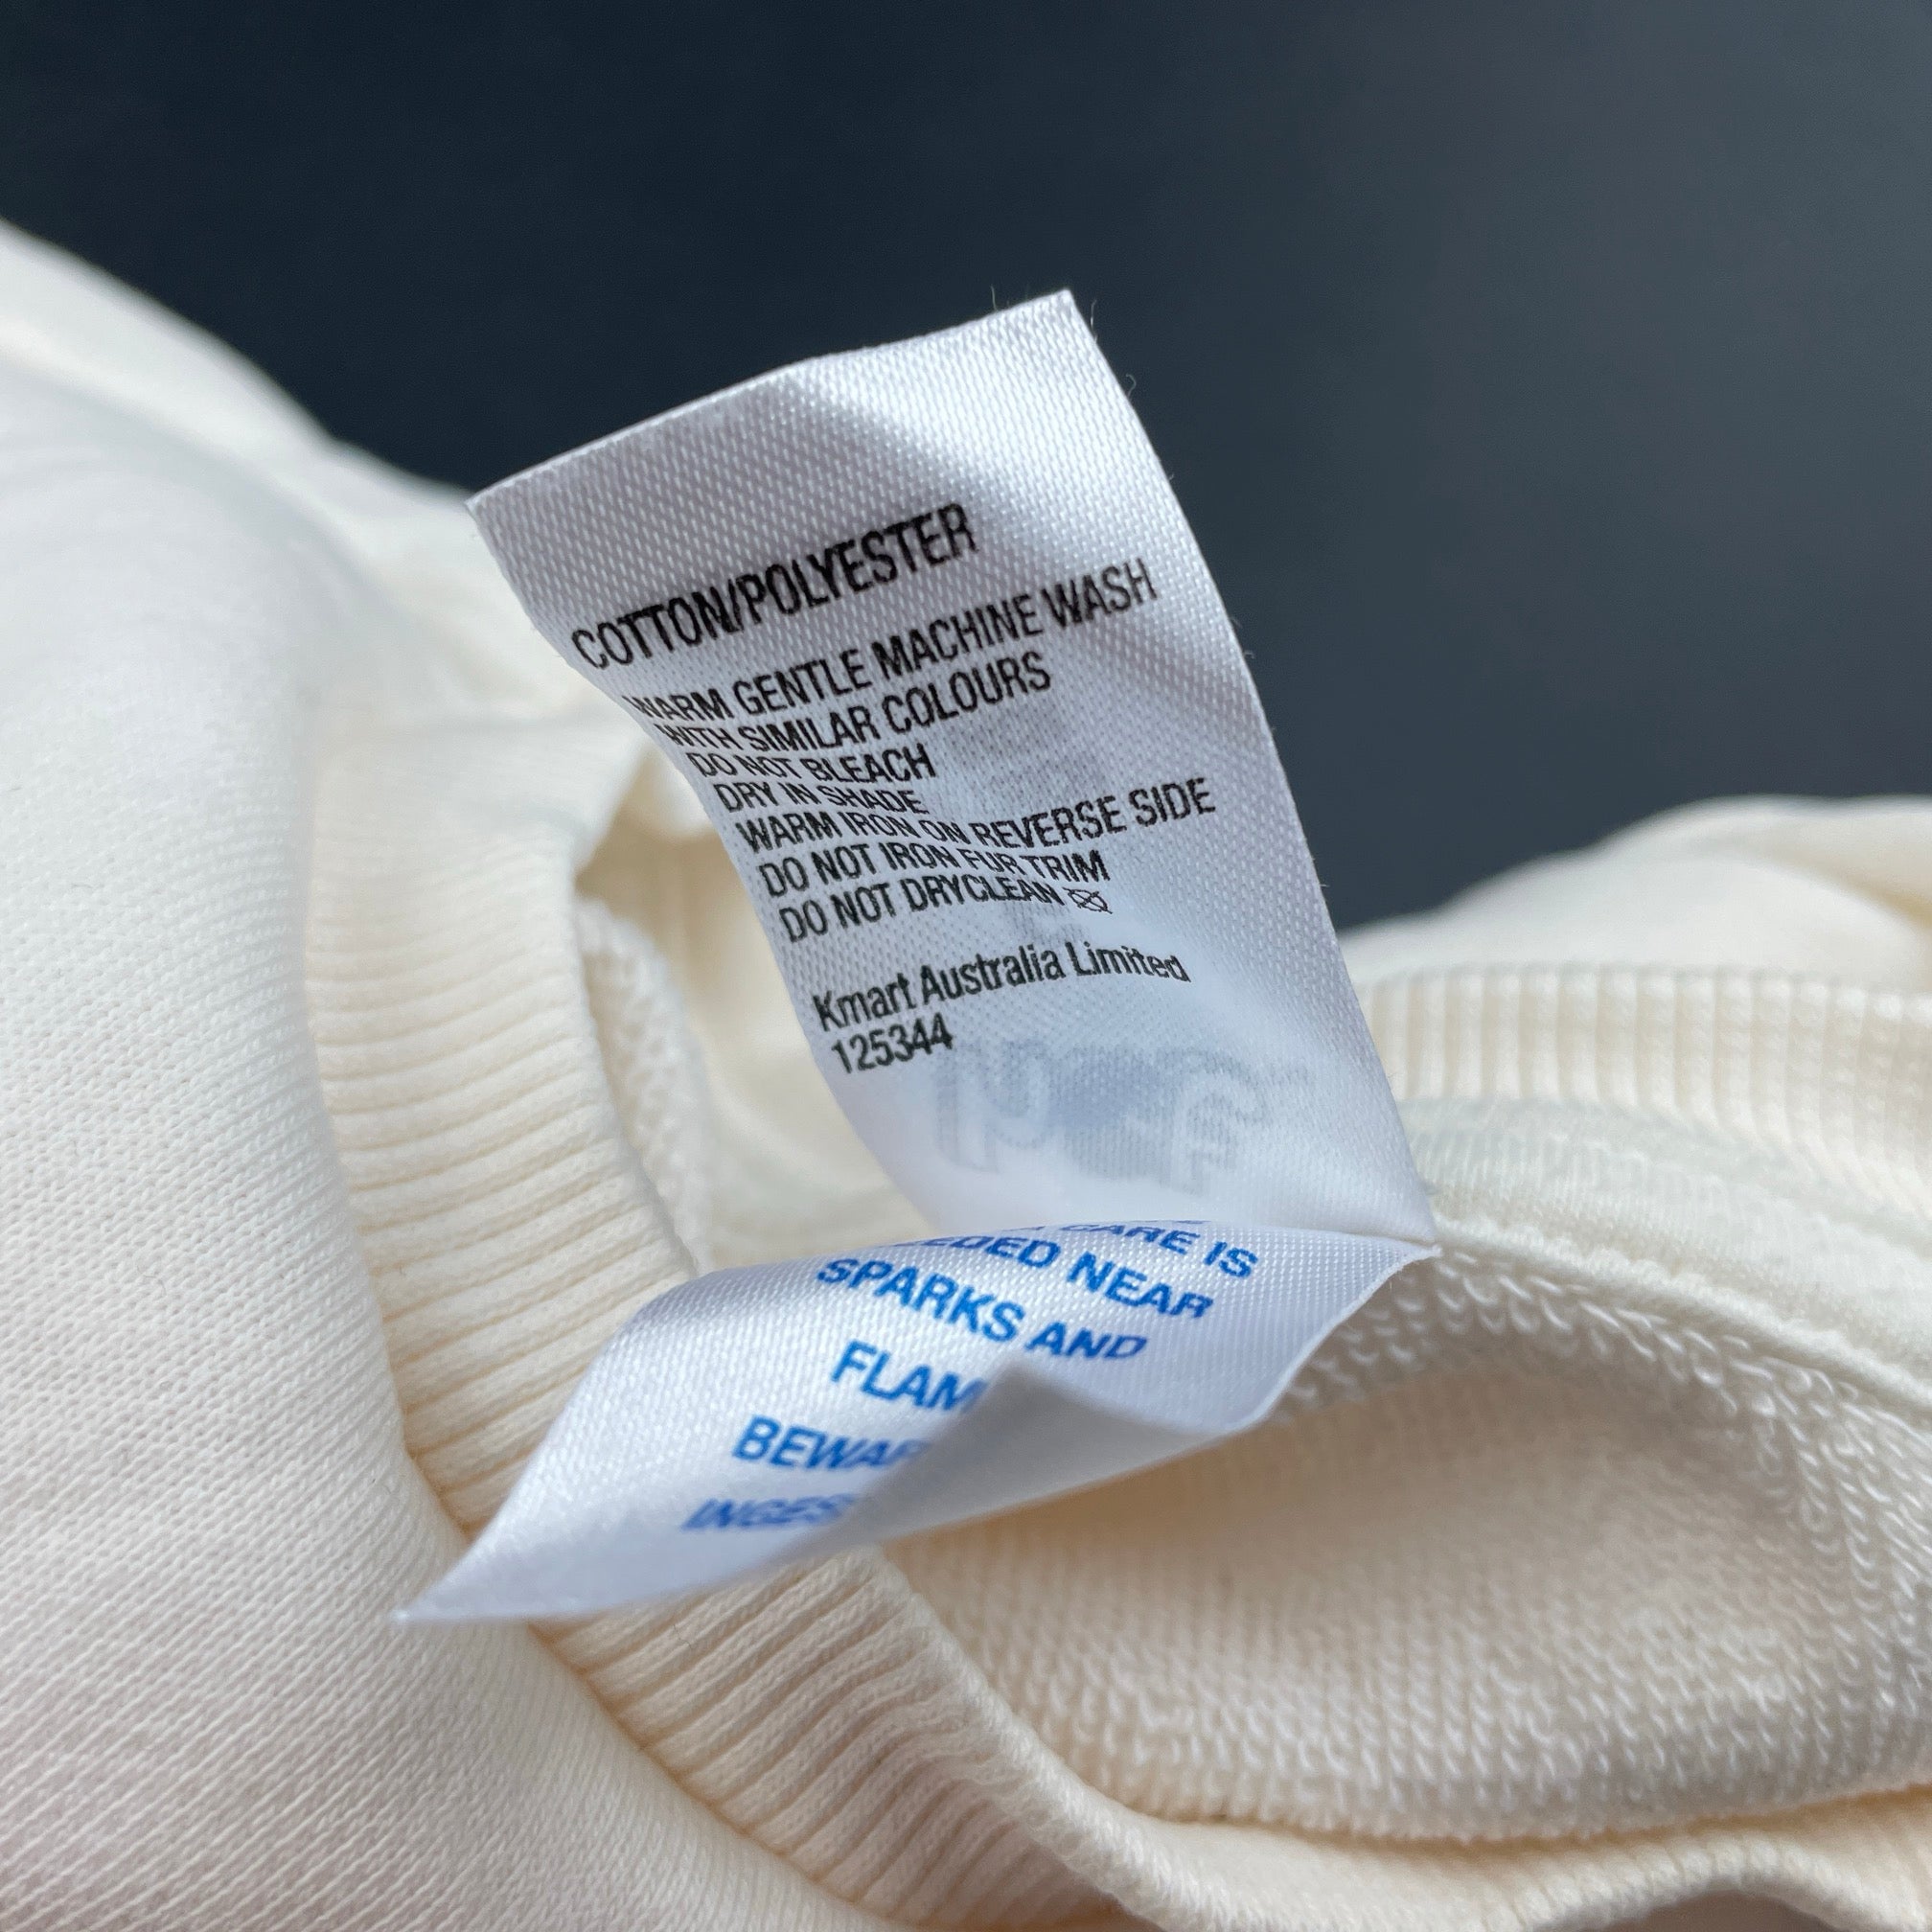 COTTON/POLYESTER
WARM GENTLE MACHINE WASH
WITH SIMILAR COLOURS
DO NOT BLEACH
DRY IN SHADE
WARM IRON ON REVERSE SIDE
DO NOT IRON FUR TRIM
DO NOT DRYCLEAN
Kmart Australia Limited
125344
CARE IS
NEAR
SPARKS AND